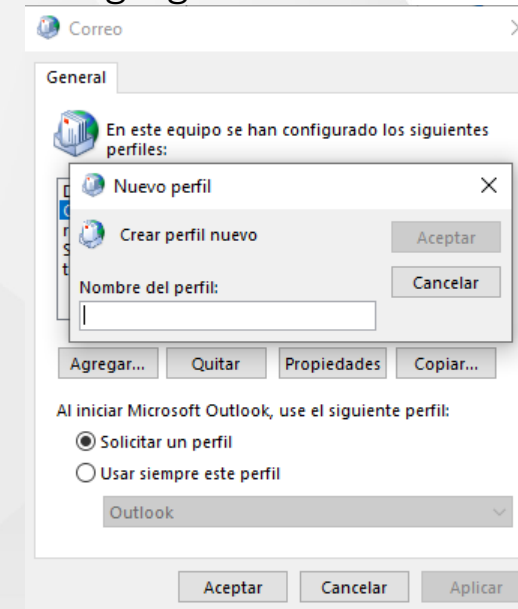 Correo
General
En este equipo se han configurado los siguientes
perfiles:
Nuevo perfil
Crear perfil nuevo
Aceptar
Nombre del perfil:
Cancelar
Agregar... Quitar Propiedades Copiar...
Al iniciar Microsoft Outlook, use el siguiente perfil:
Solicitar un perfil
Usar siempre este perfil
Outlook
Aceptar Cancelar Aplicar